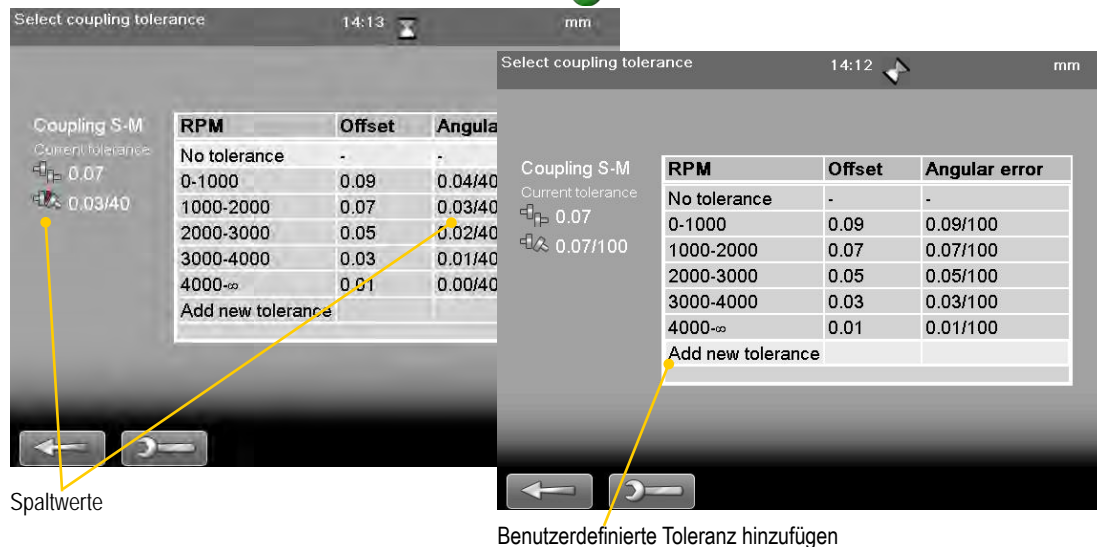 Select coupling tolerance 14:13 mm
Coupling S-M
Current tolerance
0.07
0.03/40
RPM Offset Angula
No tolerance - -
0-1000 0.09 0.04/40
1000-2000 0.07 0.03/40
2000-3000 0.05 0.02/40
3000-4000 0.03 0.01/40
4000-∞ 0.01 0.00/40
Add new tolerance
Spaltwerte
Select coupling tolerance 14:12 mm
Coupling S-M
Current tolerance
0.07
0.07/100
RPM Offset Angular error
No tolerance - -
0-1000 0.09 0.09/100
1000-2000 0.07 0.07/100
2000-3000 0.05 0.05/100
3000-4000 0.03 0.03/100
4000-∞ 0.01 0.01/100
Add new tolerance
Benutzerdefinierte Toleranz hinzufügen